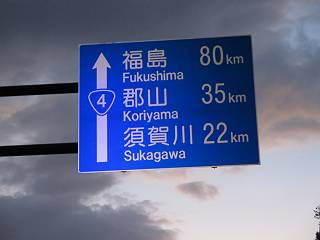 福島 80km
Fukushima
4
郡山 35km
Koriyama
須賀川 22km
Sukagawa